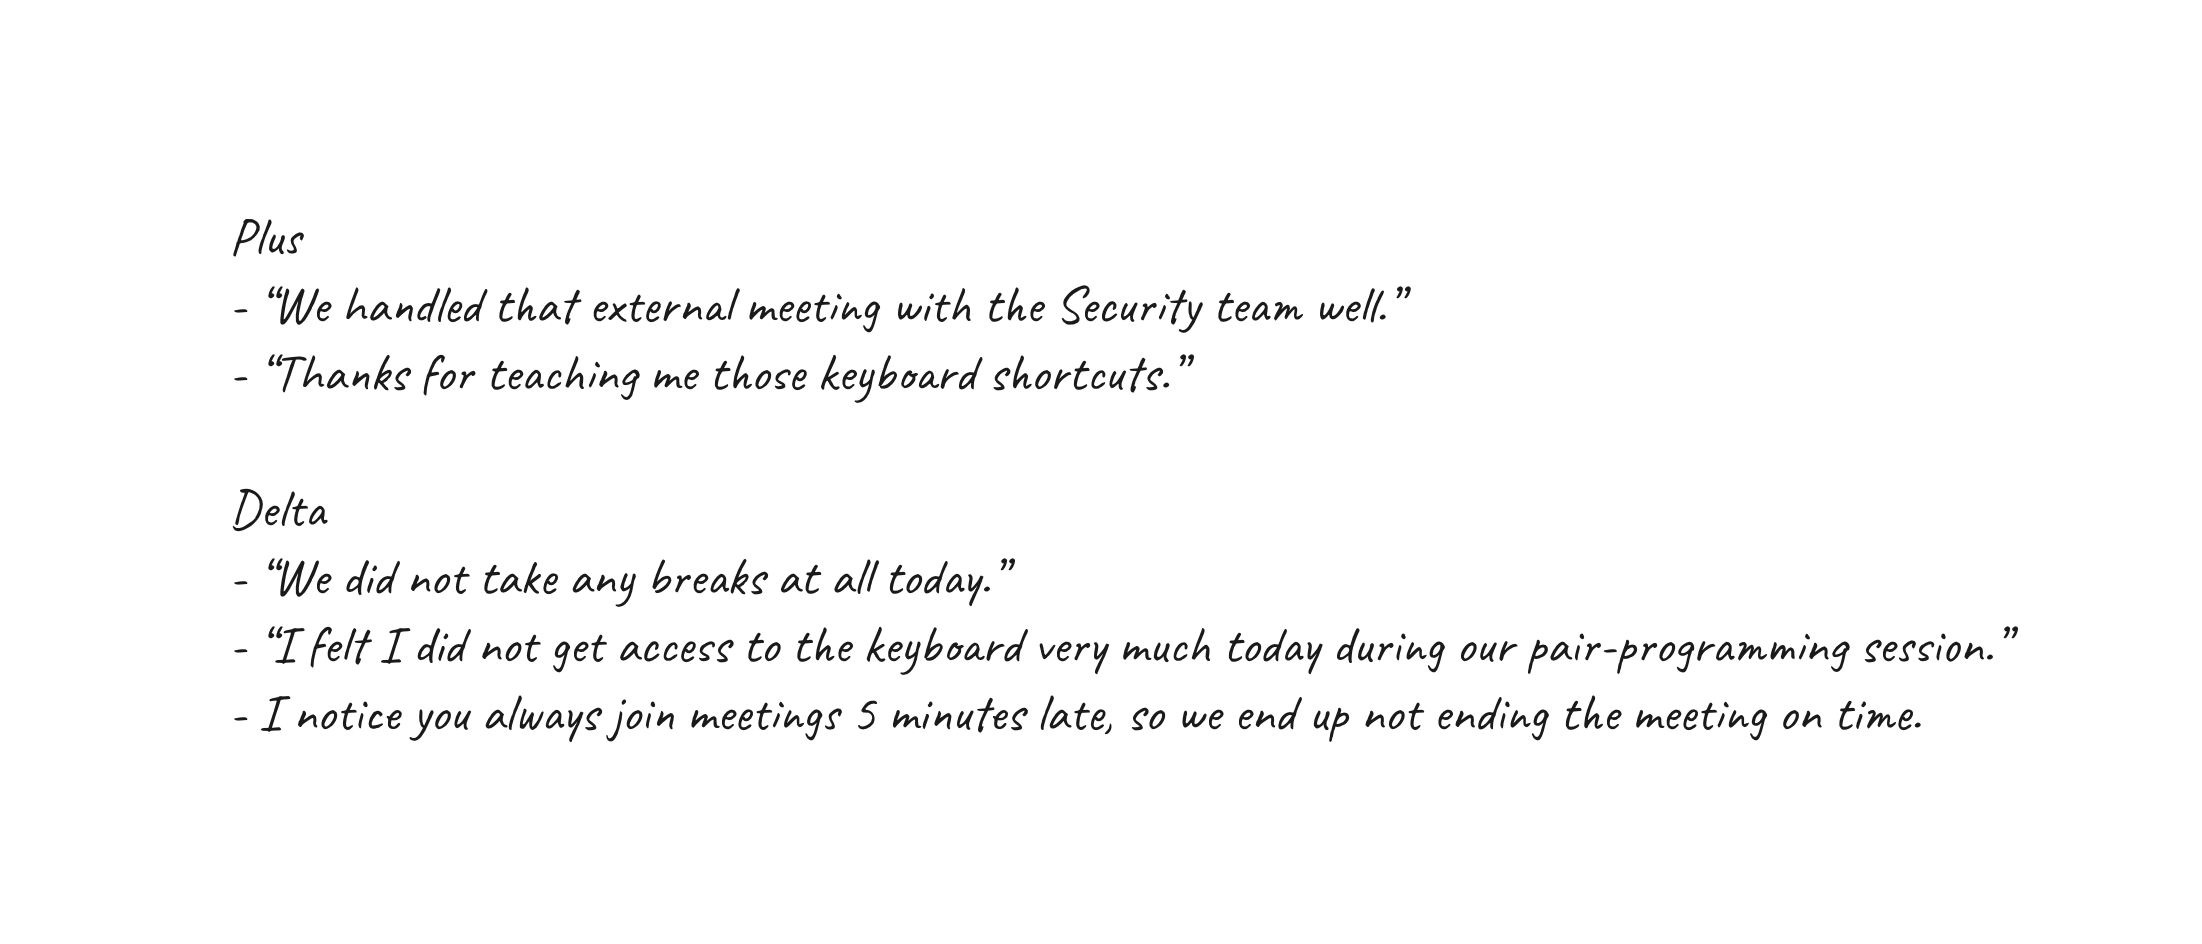 Plus
- “We handled that external meeting with the Security team well.”
- “Thanks for teaching me those keyboard shortcuts.”
Delta
- “We did not take any breaks at all today.”
- “I felt I did not get access to the keyboard very much today during our pair-programming session.”
- I notice you always join meetings 5 minutes late, so we end up not ending the meeting on time.